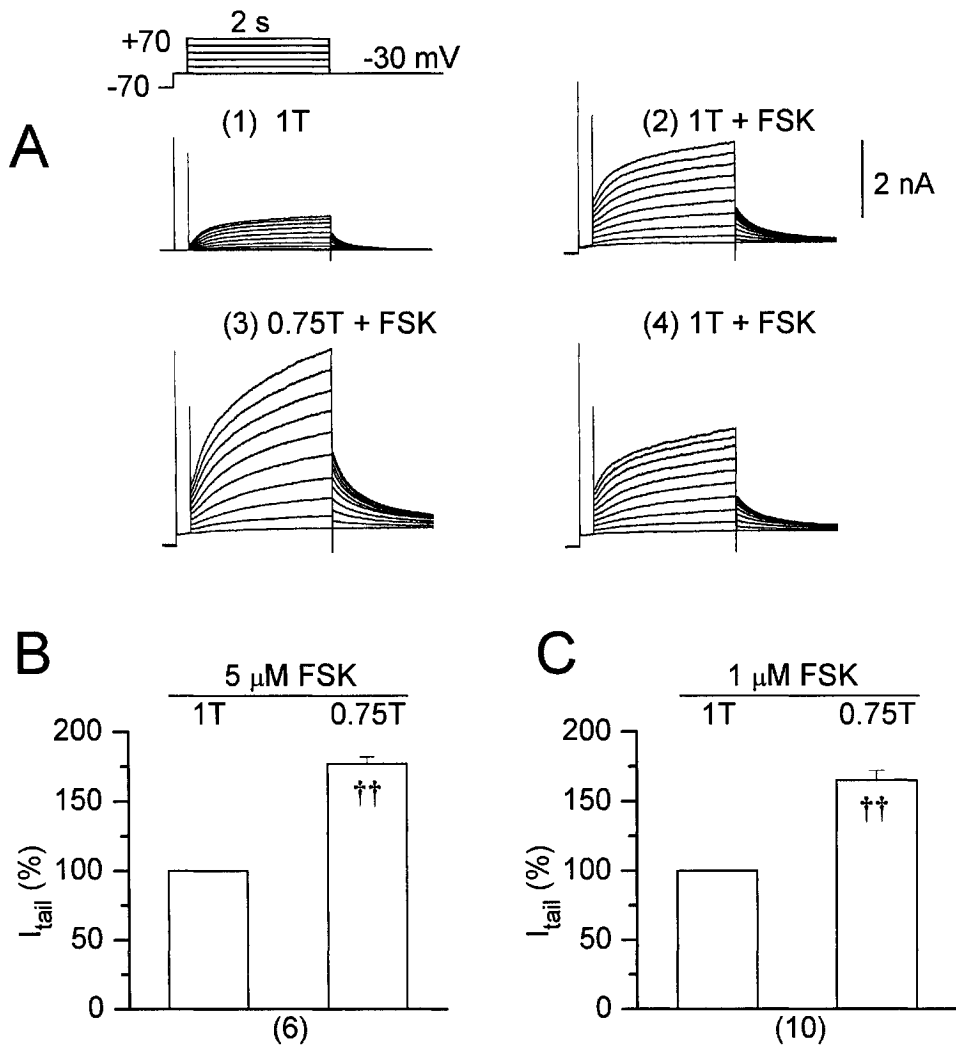 2 s
+70
-30 mV
-70
A
(1) 1T
(2) 1T + FSK
2 nA
(3) 0.75T + FSK
(4) 1T + FSK
B
5 μM FSK
1T 0.75T
200
150
100
50
0
I_tail (%)
††
(6)
C
1 μM FSK
1T 0.75T
200
150
100
50
0
I_tail (%)
††
(10)